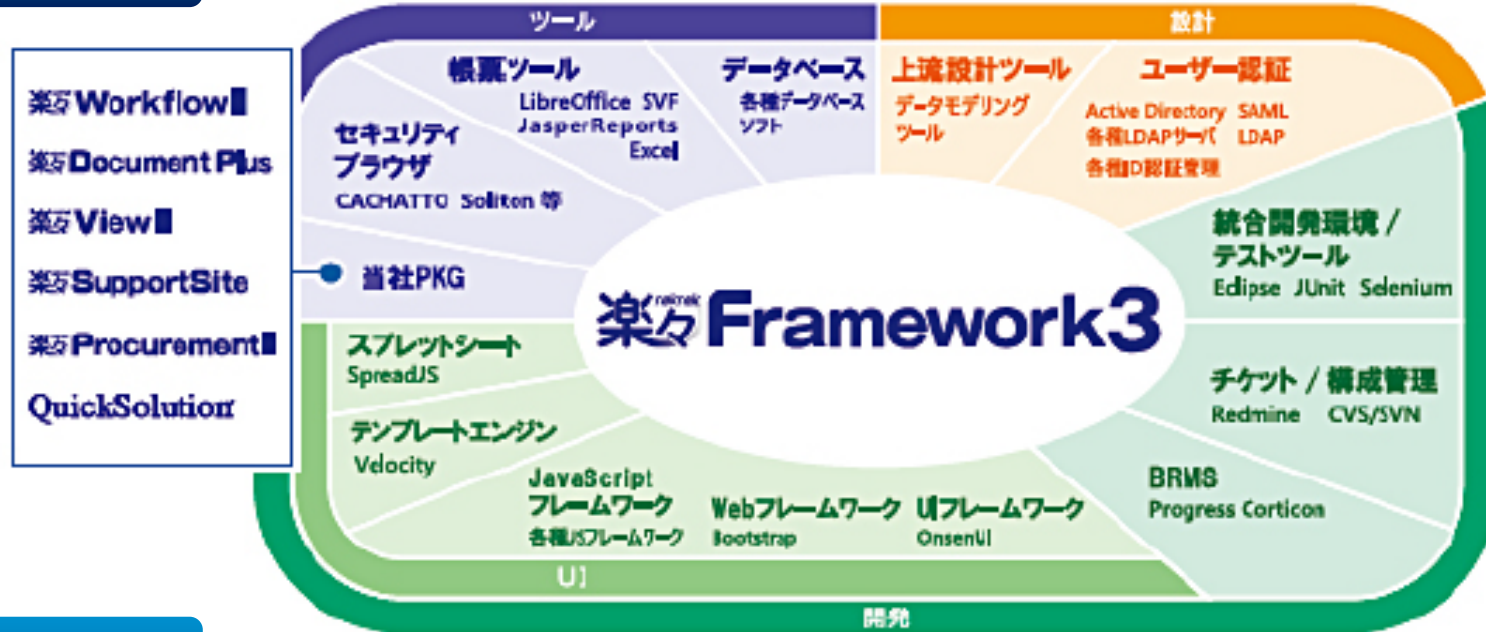 ツール
設計
楽々WorkflowⅡ
楽々Document Plus
楽々ViewⅡ
楽々SupportSite
楽々ProcurementⅡ
QuickSolution
帳票ツール
LibreOffice SVF
JasperReports
Excel
データベース
各種データベース
ソフト
上流設計ツール
データモデリング
ツール
ユーザー認証
Active Directory SAML
各種LDAPサーバ LDAP
各種ID認証管理
セキュリティ
ブラウザ
CACHATTO Soliton 等
当社PKG
楽々Framework3
統合開発環境 /
テストツール
Eclipse JUnit Selenium
スプレットシート
SpreadJS
チケット / 構成管理
Redmine CVS/SVN
テンプレートエンジン
Velocity
JavaScript
フレームワーク
各種JSフレームワーク
Webフレームワーク
Bootstrap
UIフレームワーク
OnsenUI
BRMS
Progress Corticon
UI
開発